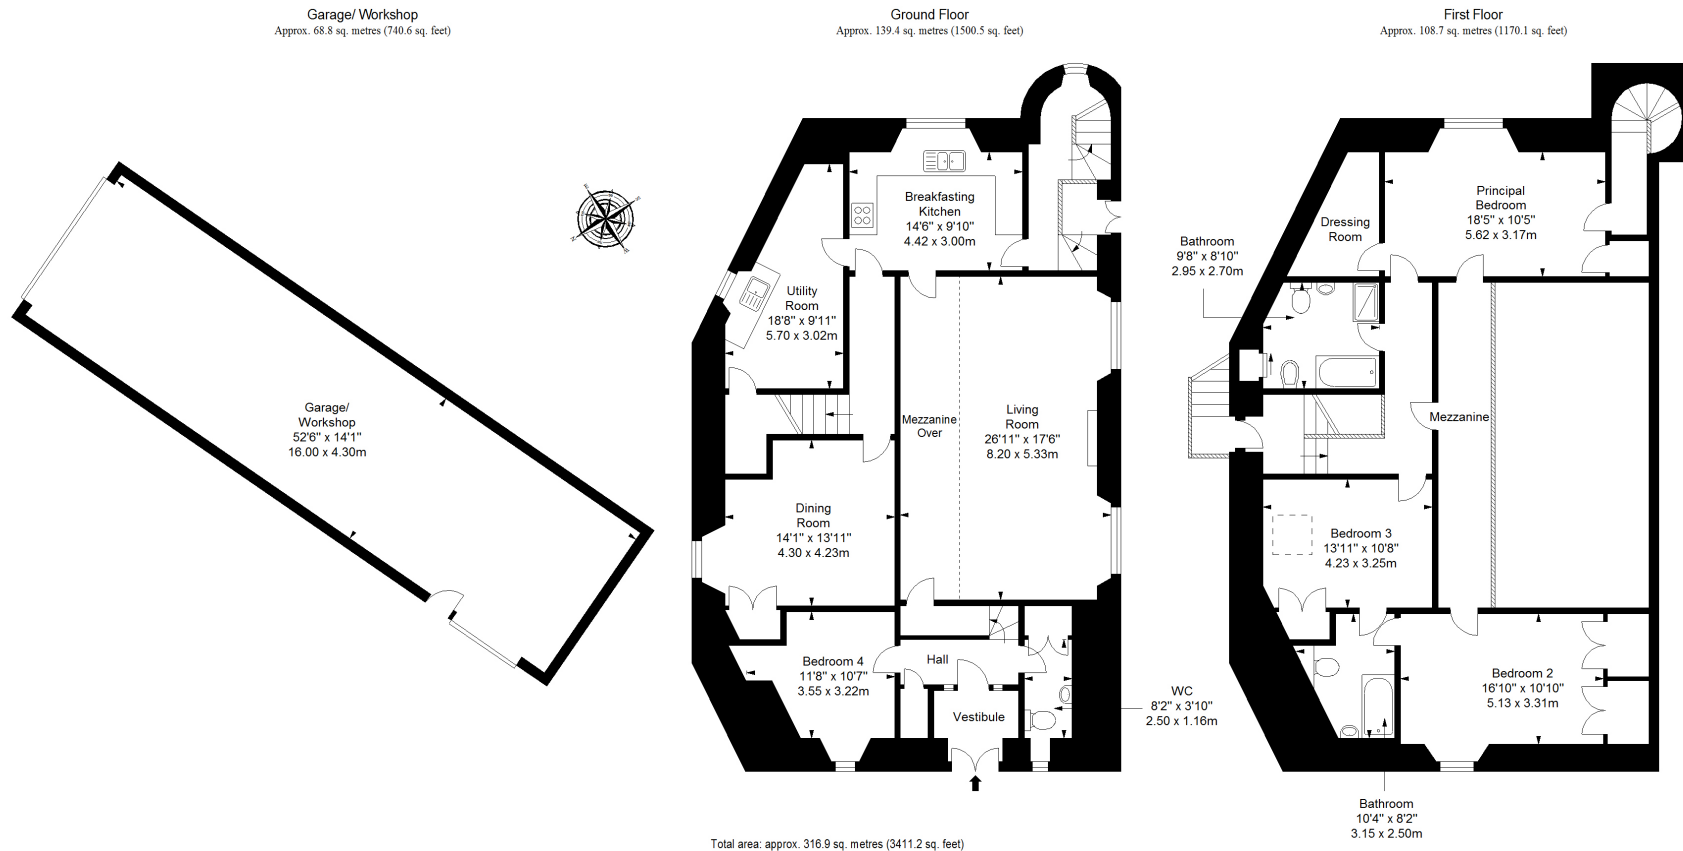 Garage/ Workshop
Approx. 68.8 sq. metres (740.6 sq. feet)
Garage/
Workshop
52'6" x 14'1"
16.00 x 4.30m
Ground Floor
Approx. 139.4 sq. metres (1500.5 sq. feet)
Breakfasting
Kitchen
14'6" x 9'10"
4.42 x 3.00m
Utility
Room
18'8" x 9'11"
5.70 x 3.02m
Mezzanine
Over
Living
Room
26'11" x 17'6"
8.20 x 5.33m
Dining
Room
14'1" x 13'11"
4.30 x 4.23m
Bedroom 4
11'8" x 10'7"
3.55 x 3.22m
Hall
Vestibule
WC
8'2" x 3'10"
2.50 x 1.16m
First Floor
Approx. 108.7 sq. metres (1170.1 sq. feet)
Principal
Bedroom
18'5" x 10'5"
5.62 x 3.17m
Dressing
Room
Bathroom
9'8" x 8'10"
2.95 x 2.70m
Mezzanine
Bedroom 3
13'11" x 10'8"
4.23 x 3.25m
Bedroom 2
16'10" x 10'10"
5.13 x 3.31m
Bathroom
10'4" x 8'2"
3.15 x 2.50m
Total area: approx. 316.9 sq. metres (3411.2 sq. feet)